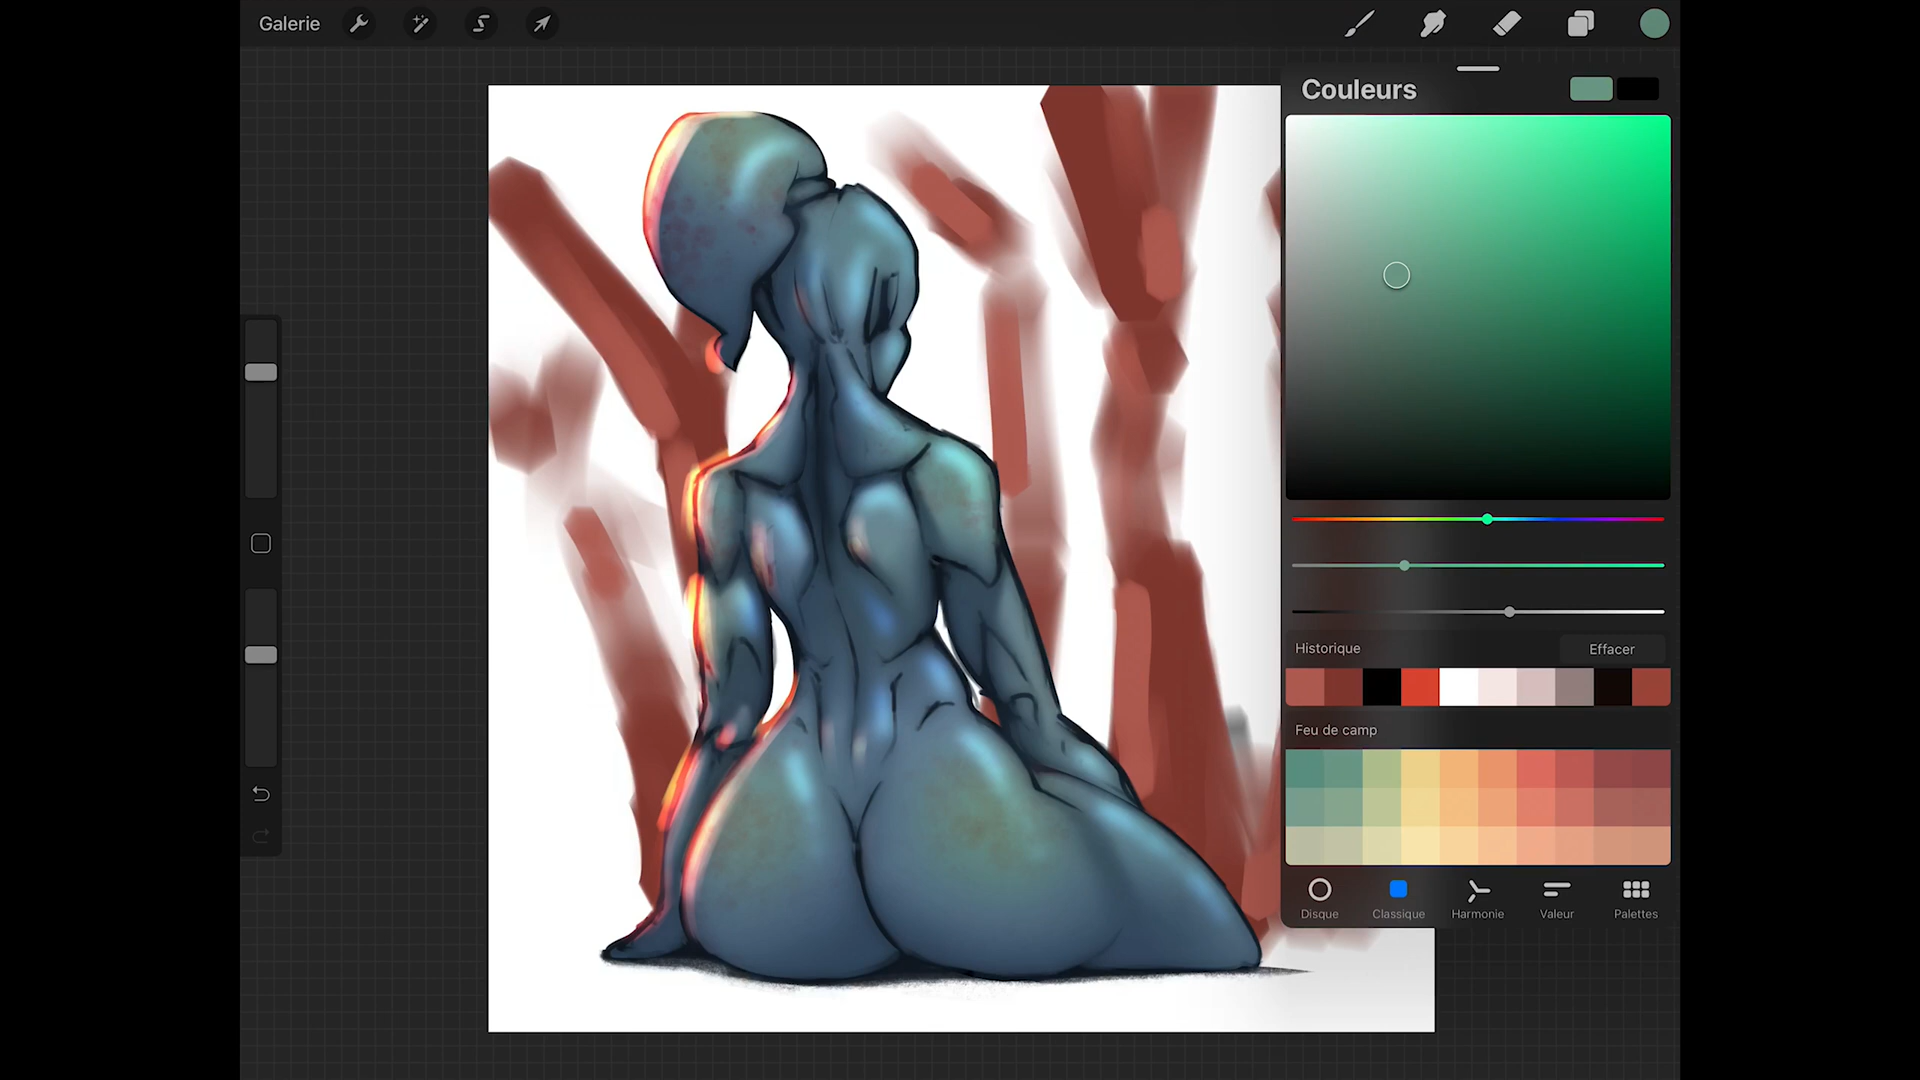 Galerie
Couleurs
Historique
Effacer
Feu de camp
Disque
Classique
Harmonie
Valeur
Palettes